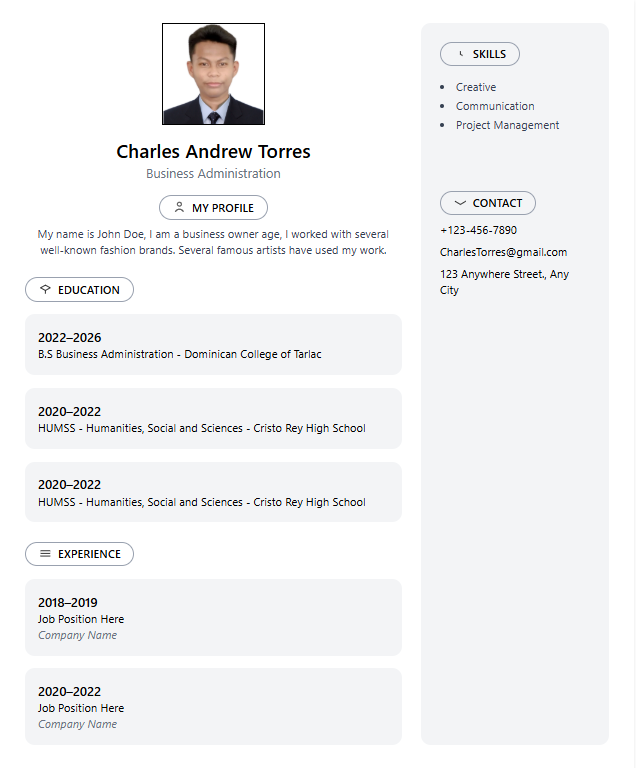 Charles Andrew Torres
Business Administration
MY PROFILE
My name is John Doe, I am a business owner age, I worked with several
well-known fashion brands. Several famous artists have used my work.
EDUCATION
2022–2026
B.S Business Administration - Dominican College of Tarlac
2020–2022
HUMSS - Humanities, Social and Sciences - Cristo Rey High School
2020–2022
HUMSS - Humanities, Social and Sciences - Cristo Rey High School
EXPERIENCE
2018–2019
Job Position Here
Company Name
2020–2022
Job Position Here
Company Name
SKILLS
Creative
Communication
Project Management
CONTACT
+123-456-7890
CharlesTorres@gmail.com
123 Anywhere Street., Any
City